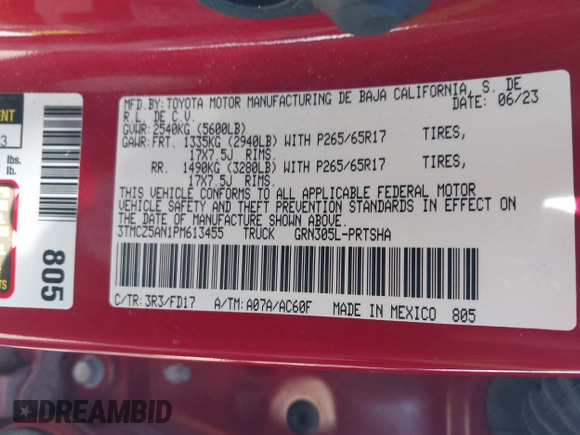 MFD.BY: TOYOTA MOTOR MANUFACTURING DE BAJA CALIFORNIA, S. DE
R.L. DE C.V. DATE: 06/23
GVWR: 2540KG (5600LB)
GAWR: FRT. 1335KG (2940LB) WITH P265/65R17 TIRES,
17X7.5J RIMS.
RR. 1490KG (3280LB) WITH P265/65R17 TIRES,
17X7.5J RIMS.
THIS VEHICLE CONFORMS TO ALL APPLICABLE FEDERAL MOTOR
VEHICLE SAFETY AND THEFT PREVENTION STANDARDS IN EFFECT ON
THE DATE OF MANUFACTURE SHOWN ABOVE.
3TMCZ5AN1PM613455 TRUCK GRN305L-PRTSHA
C/TR: 3R3/FD17 A/TM: A07A/AC60F MADE IN MEXICO 805
805
lbs.
lb.
DREAMBID